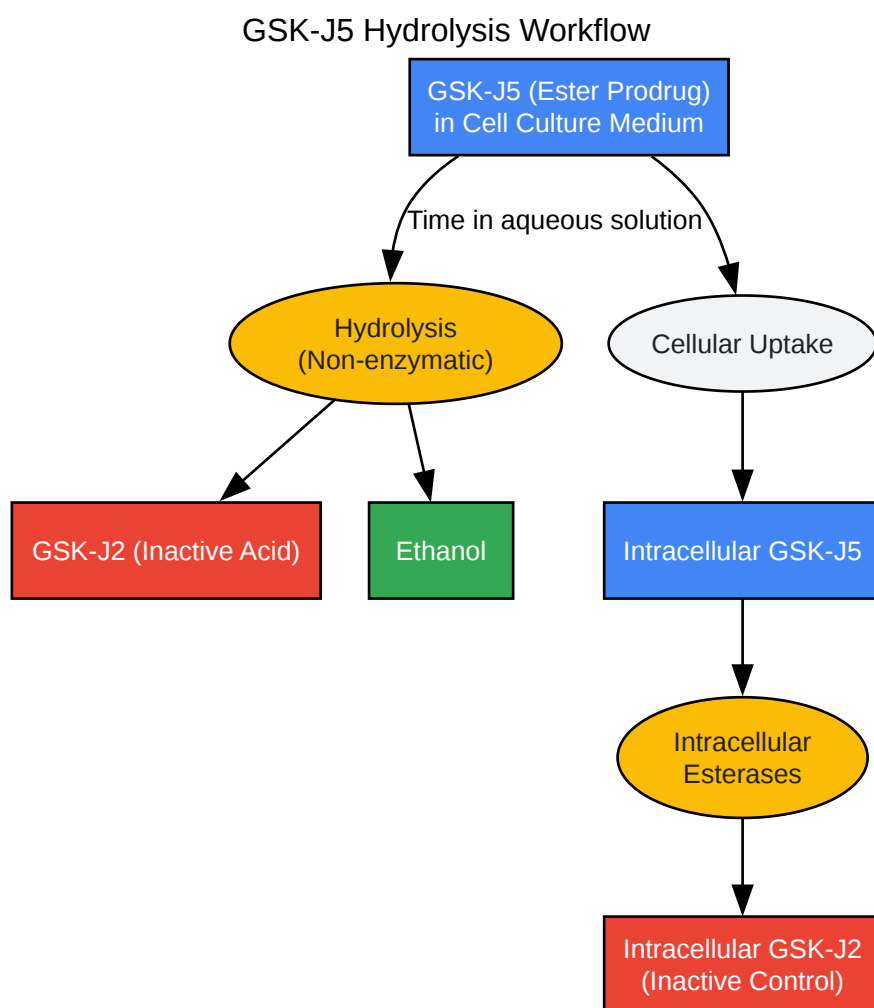 GSK-J5 Hydrolysis Workflow
GSK-J5 (Ester Prodrug)
in Cell Culture Medium
Time in aqueous solution
Hydrolysis
(Non-enzymatic)
Cellular Uptake
GSK-J2 (Inactive Acid)
Ethanol
Intracellular GSK-J5
Intracellular
Esterases
Intracellular GSK-J2
(Inactive Control)